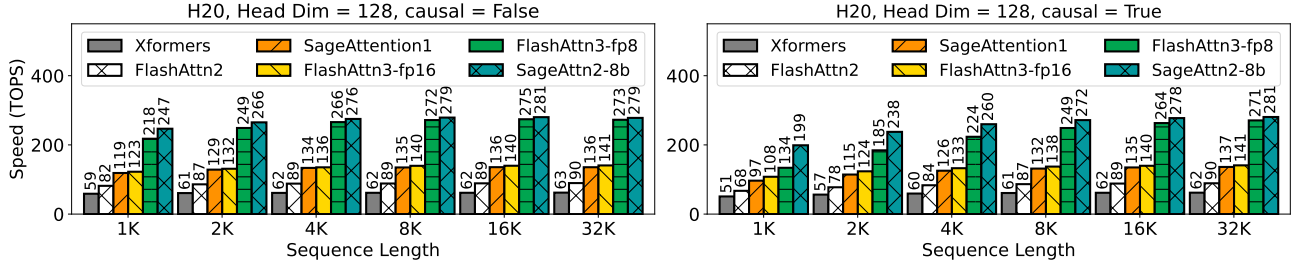 H20, Head Dim = 128, causal = False
Speed (TOPS)
400
200
0
Xformers
FlashAttn2
SageAttention1
FlashAttn3-fp16
FlashAttn3-fp8
SageAttn2-8b
59 82 119 123 218 247
61 87 129 132 249 266
62 89 134 136 266 276
62 89 135 140 272 279
62 89 136 140 275 281
63 90 136 141 273 279
1K 2K 4K 8K 16K 32K
Sequence Length
H20, Head Dim = 128, causal = True
400
200
0
Xformers
FlashAttn2
SageAttention1
FlashAttn3-fp16
FlashAttn3-fp8
SageAttn2-8b
51 68 97 108 134 199
57 78 115 124 185 238
60 84 126 133 224 260
61 87 132 138 249 272
62 89 135 140 264 278
62 90 137 141 271 281
1K 2K 4K 8K 16K 32K
Sequence Length